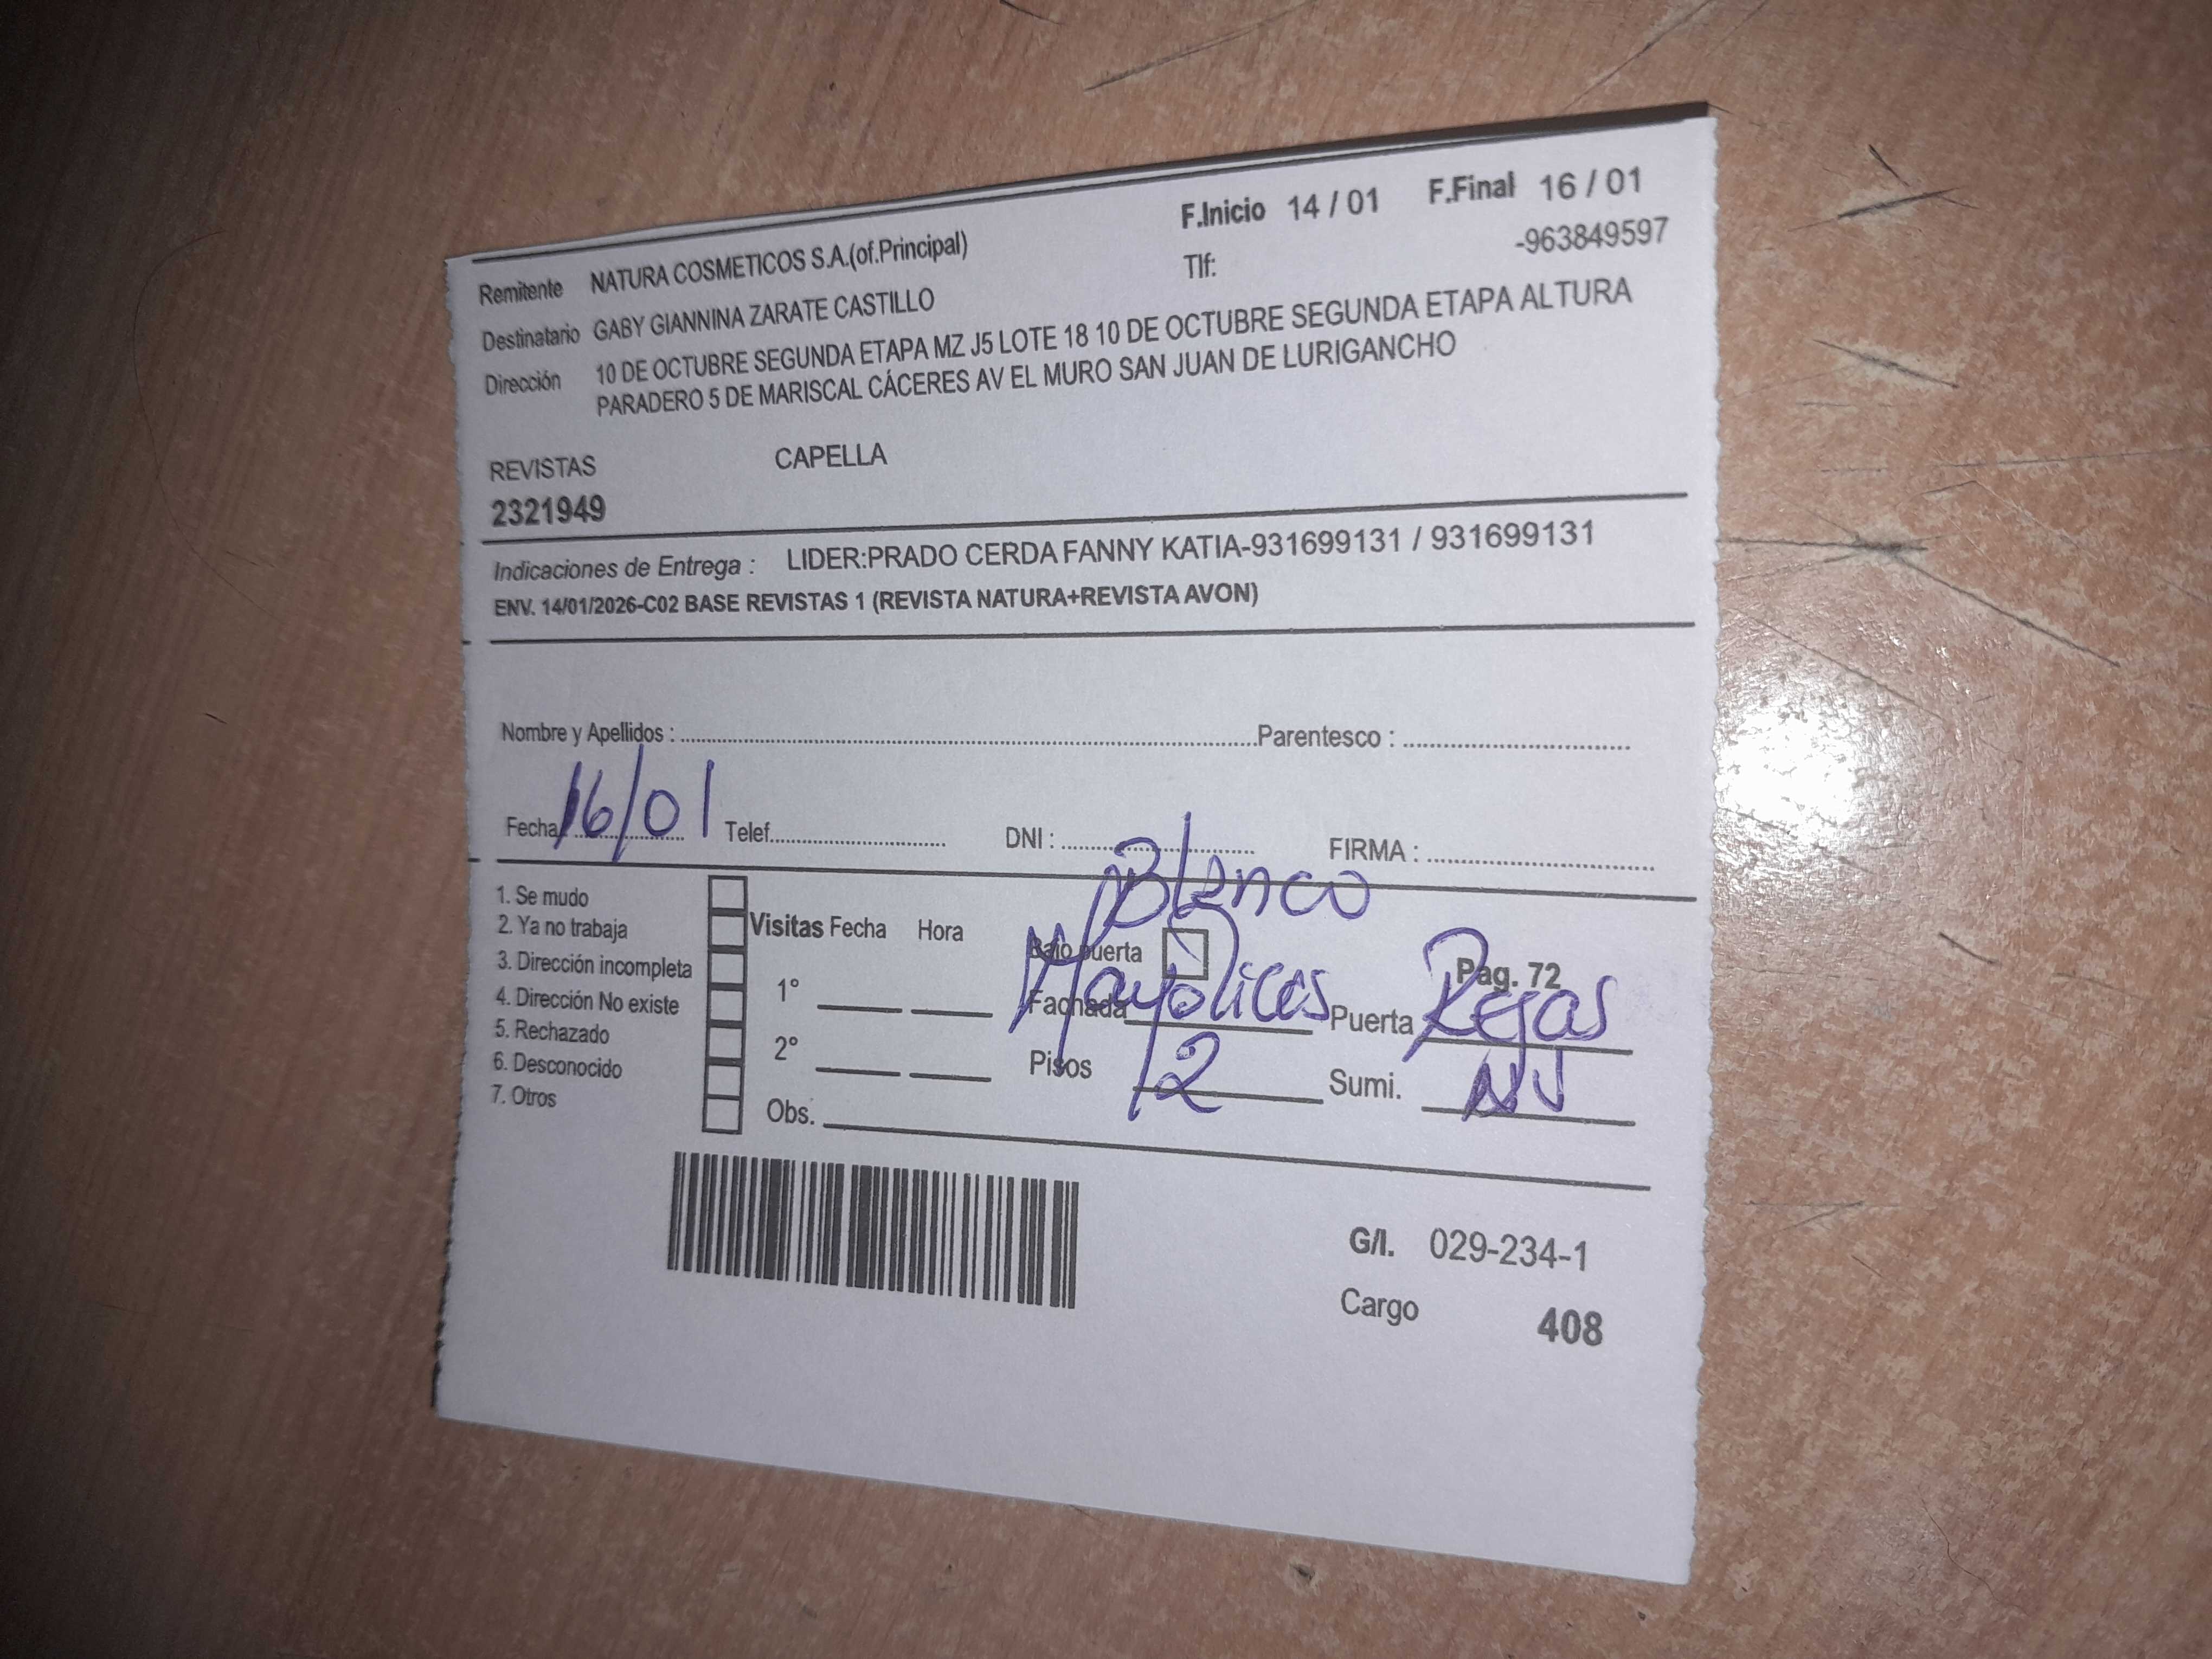 F.Inicio 14 / 01 F.Final 16 / 01
Remitente NATURA COSMETICOS S.A.(of.Principal) Tlf: -963849597
Destinatario GABY GIANNINA ZARATE CASTILLO
Dirección 10 DE OCTUBRE SEGUNDA ETAPA MZ J5 LOTE 18 10 DE OCTUBRE SEGUNDA ETAPA ALTURA
PARADERO 5 DE MARISCAL CÁCERES AV EL MURO SAN JUAN DE LURIGANCHO
REVISTAS CAPELLA
2321949
Indicaciones de Entrega : LIDER:PRADO CERDA FANNY KATIA-931699131 / 931699131
ENV. 14/01/2026-C02 BASE REVISTAS 1 (REVISTA NATURA+REVISTA AVON)
Nombre y Apellidos : Parentesco :
Fecha 16/01 Telef. DNI : FIRMA :
Blanco
1. Se mudo
2. Ya no trabaja Visitas Fecha Hora Bajo puerta Pag. 72
3. Dirección incompleta
4. Dirección No existe 1° Fachada Mayolicas Puerta Rejas
5. Rechazado
6. Desconocido 2° Pisos 2 Sumi.
7. Otros Obs.
G/I. 029-234-1
Cargo 408